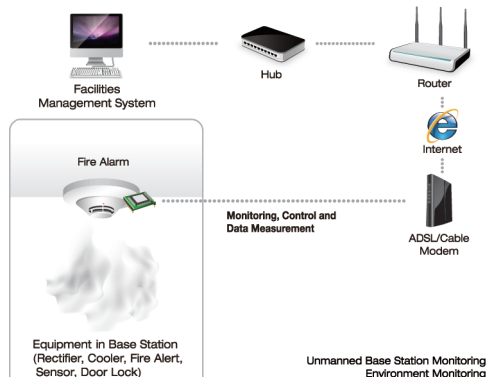 Facilities
Management System
Hub
Router
Internet
Fire Alarm
Monitoring, Control and
Data Measurement
ADSL/Cable
Modem
Equipment in Base Station
(Rectifier, Cooler, Fire Alert,
Sensor, Door Lock)
Unmanned Base Station Monitoring
Environment Monitoring